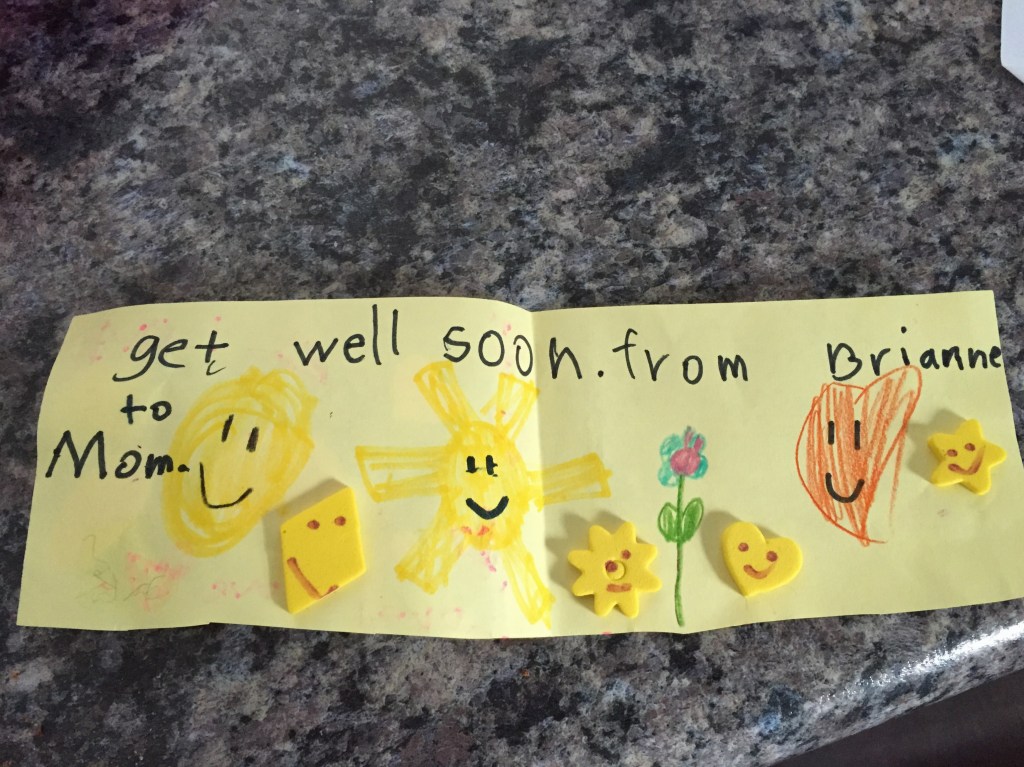 get well soon. from Brianne
to
Mom.